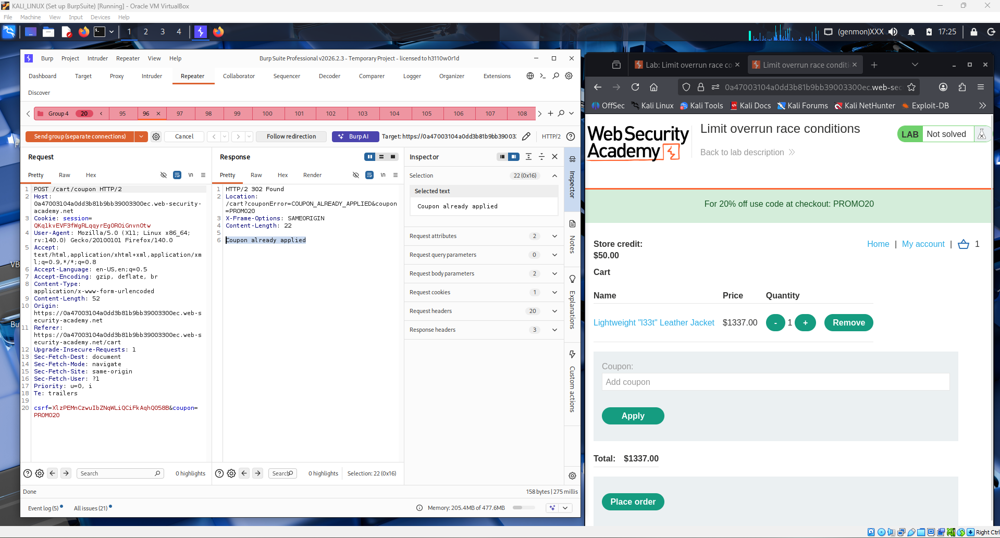 KALI_LINUX (Set up BurpSuite) [Running] - Oracle VM VirtualBox
File Machine View Input Devices Help
1 2 3 4
(genmon)XXX 17:25
Burp Project Intruder Repeater View Help
Burp Suite Professional v2026.2.3 - Temporary Project - licensed to h3110w0r1d
Dashboard Target Proxy Intruder Repeater Collaborator Sequencer Decoder Comparer Logger Organizer Extensions
Discover
Group 4 20 95 96 97 98 99 100 101 102 103 104 105 106 107 108
Send group (separate connections) Cancel Follow redirection Burp AI Target: https://0a47003104a0dd3b81b9bb39003 HTTP/2
Request
Pretty Raw Hex \n
1 POST /cart/coupon HTTP/2
2 Host:
0a47003104a0dd3b81b9bb39003300ec.web-security-
academy.net
3 Cookie: session=
QKq1kvEVF3fWgRLqqyrEgOROiGnvnOtw
4 User-Agent: Mozilla/5.0 (X11; Linux x86_64;
rv:140.0) Gecko/20100101 Firefox/140.0
5 Accept:
text/html,application/xhtml+xml,application/xm
l;q=0.9,*/*;q=0.8
6 Accept-Language: en-US,en;q=0.5
7 Accept-Encoding: gzip, deflate, br
8 Content-Type:
application/x-www-form-urlencoded
9 Content-Length: 52
10 Origin:
https://0a47003104a0dd3b81b9bb39003300ec.web-s
ecurity-academy.net
11 Referer:
https://0a47003104a0dd3b81b9bb39003300ec.web-s
ecurity-academy.net/cart
12 Upgrade-Insecure-Requests: 1
13 Sec-Fetch-Dest: document
14 Sec-Fetch-Mode: navigate
15 Sec-Fetch-Site: same-origin
16 Sec-Fetch-User: ?1
17 Priority: u=0, i
18 Te: trailers
19
20 csrf=XlzPEMnCzwuIbZNqWLiQCiFkAqhQ058B&coupon=
PROMO20
Search 0 highlights
Response
Pretty Raw Hex Render \n
1 HTTP/2 302 Found
2 Location:
/cart?couponError=COUPON_ALREADY_APPLIED&coupon
=PROMO20
3 X-Frame-Options: SAMEORIGIN
4 Content-Length: 22
5
6 Coupon already applied
Search 0 highlights Selection: 22 (0x16)
Inspector
Selection 22 (0x16)
Selected text
Coupon already applied
Request attributes 2
Request query parameters 0
Request body parameters 2
Request cookies 1
Request headers 20
Response headers 3
Inspector
Notes
Explanations
Custom actions
Done
158 bytes | 275 millis
Event log (5) All issues (21)
Memory: 205.4MB of 477.6MB
Lab: Limit overrun race co
Limit overrun race conditi
0a47003104a0dd3b81b9bb39003300ec.web-sec
OffSec Kali Linux Kali Tools Kali Docs Kali Forums Kali NetHunter Exploit-DB
Web Security
Academy
Limit overrun race conditions
Back to lab description
LAB Not solved
For 20% off use code at checkout: PROMO20
Store credit:
$50.00
Home | My account | 1
Cart
Name Price Quantity
Lightweight "l33t" Leather Jacket $1337.00 - 1 + Remove
Coupon:
Add coupon
Apply
Total: $1337.00
Place order
Right Ctrl